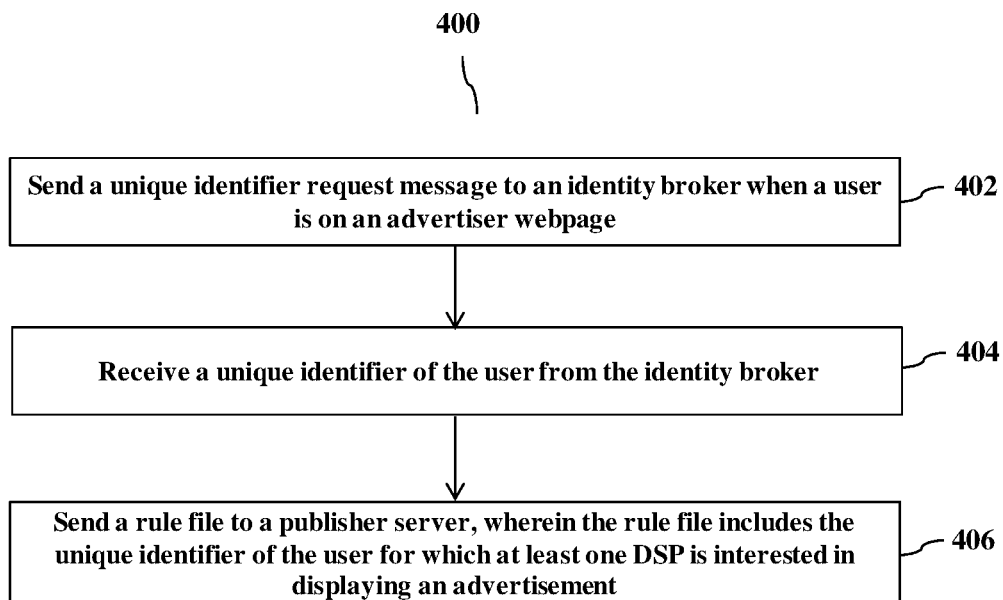 400
Send a unique identifier request message to an identity broker when a user
is on an advertiser webpage
402
Receive a unique identifier of the user from the identity broker
404
Send a rule file to a publisher server, wherein the rule file includes the
unique identifier of the user for which at least one DSP is interested in
displaying an advertisement
406